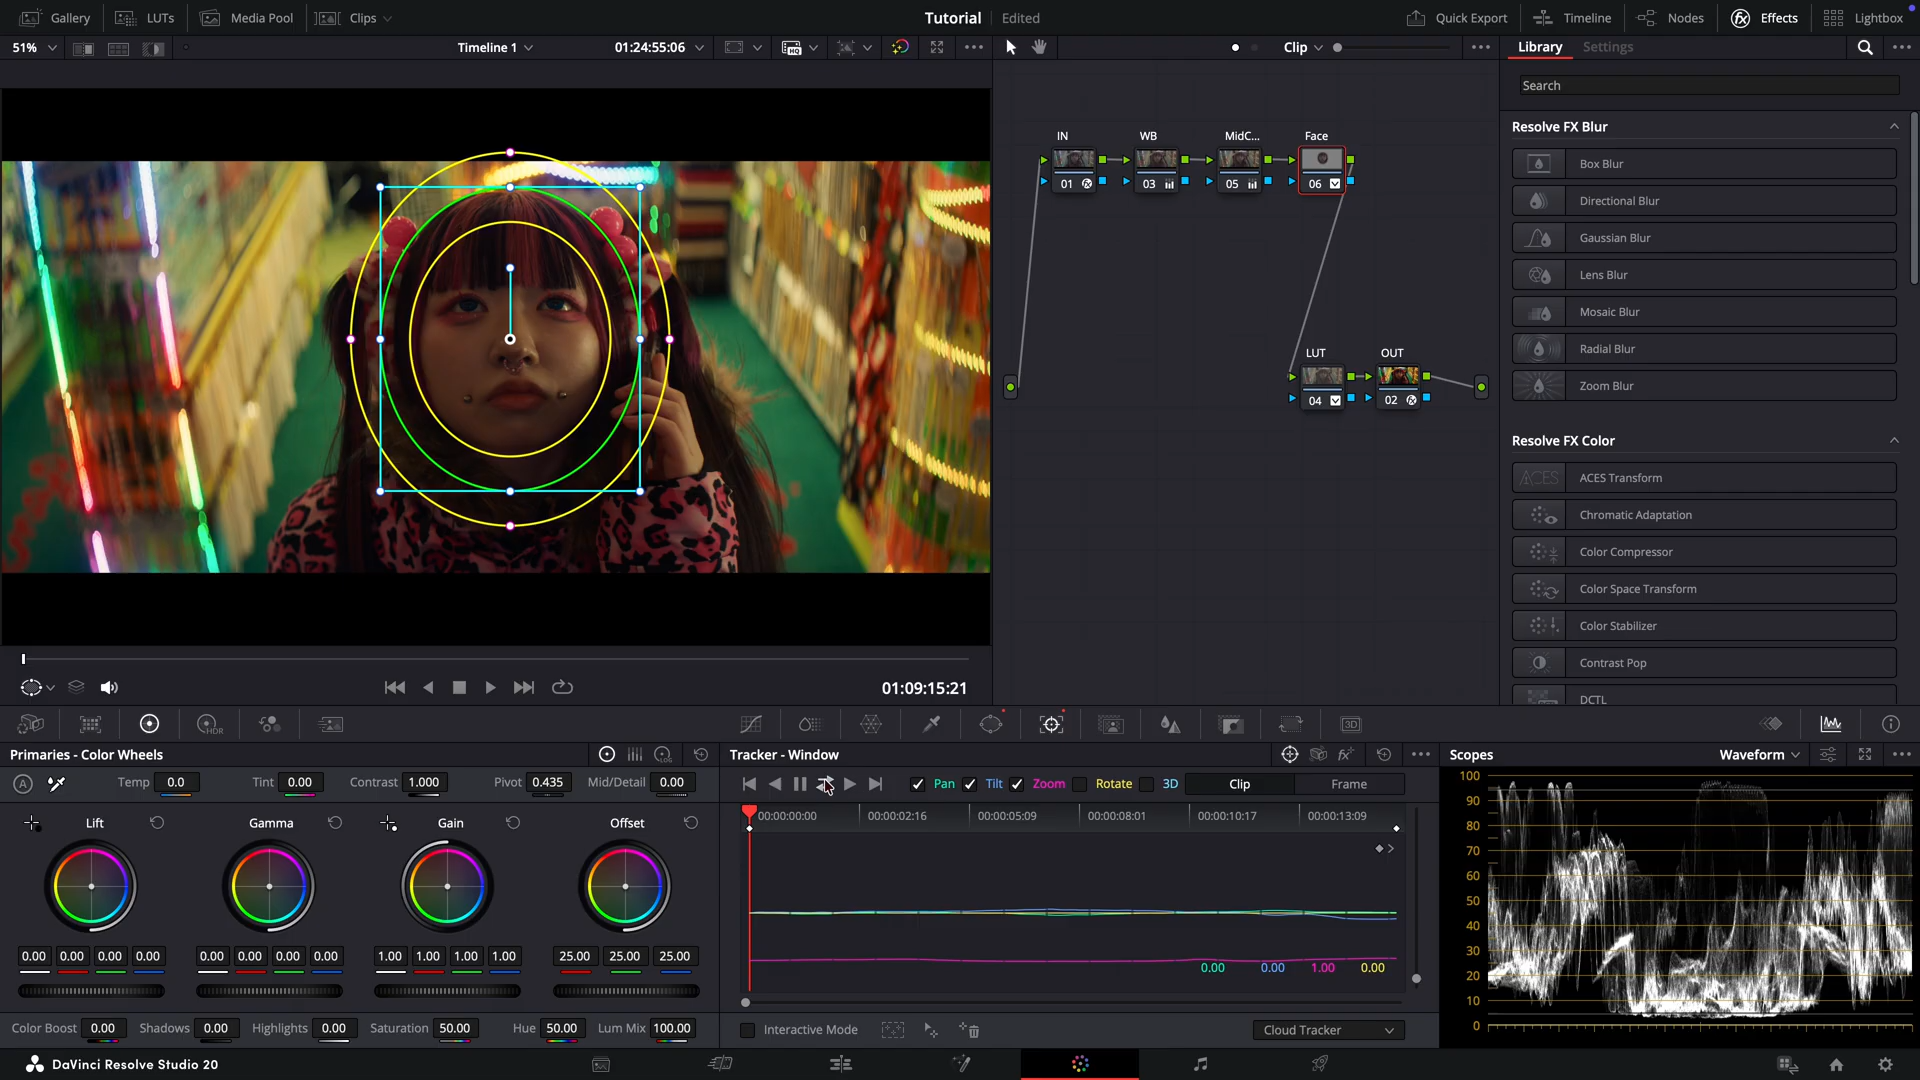 Gallery LUTs Media Pool Clips Tutorial Edited Quick Export Timeline Nodes Effects Lightbox
51% Timeline 1 01:24:55:06 Clip Library Settings
Search
Resolve FX Blur
Box Blur
Directional Blur
Gaussian Blur
Lens Blur
Mosaic Blur
Radial Blur
Zoom Blur
Resolve FX Color
ACES Transform
Chromatic Adaptation
Color Compressor
Color Space Transform
Color Stabilizer
Contrast Pop
DCTL
IN WB MidC... Face
01 03 05 06
LUT OUT
04 02
01:09:15:21
HDR 3D
Primaries - Color Wheels LOG
A Temp 0.0 Tint 0.00 Contrast 1.000 Pivot 0.435 Mid/Detail 0.00
Lift Gamma Gain Offset
0.00 0.00 0.00 0.00 0.00 0.00 0.00 0.00 1.00 1.00 1.00 1.00 25.00 25.00 25.00
Color Boost 0.00 Shadows 0.00 Highlights 0.00 Saturation 50.00 Hue 50.00 Lum Mix 100.00
Tracker - Window fx
Pan Tilt Zoom Rotate 3D Clip Frame
00:00:00:00 00:00:02:16 00:00:05:09 00:00:08:01 00:00:10:17 00:00:13:09
0.00 0.00 1.00 0.00
Interactive Mode Cloud Tracker
Scopes Waveform
100
90
80
70
60
50
40
30
20
10
0
DaVinci Resolve Studio 20